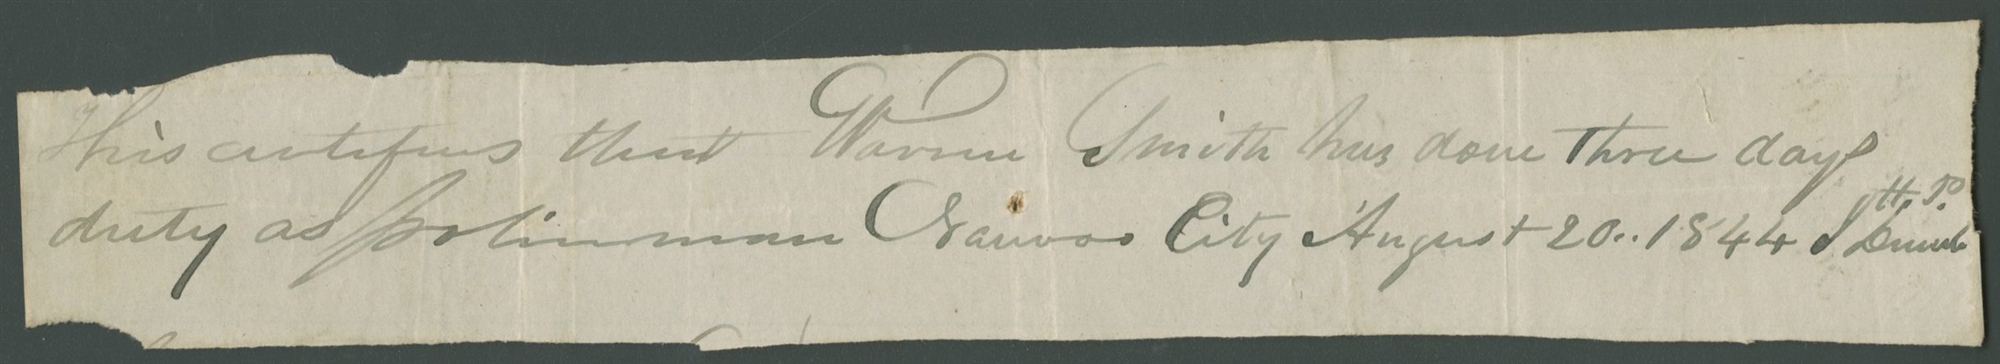 This certifies that Warren Smith has done three days
duty as policeman Nauvoo City August 20.. 1844